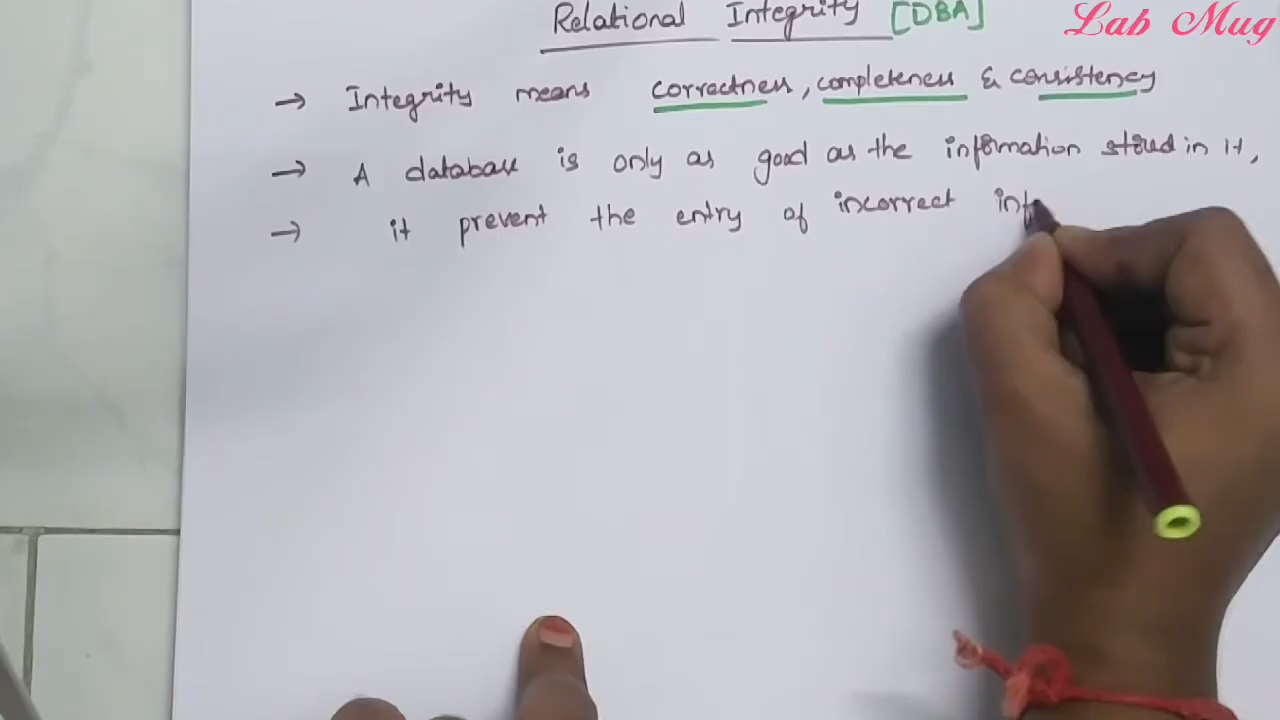 Relational Integrity [DBA]
Lab Mug
→ Integrity means correctness, completeness & consistency
→ A database is only as good as the information stored in it,
→ it prevent the entry of incorrect inf